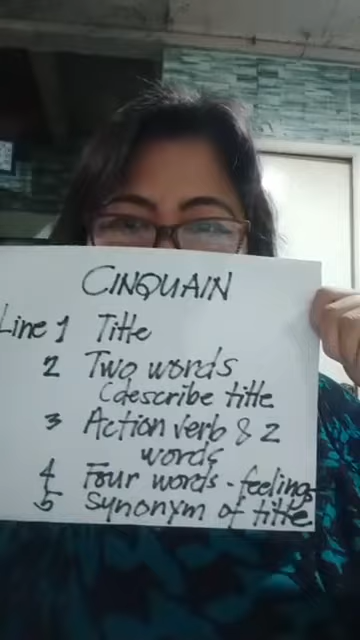 CINQUAIN
Line 1 Title
2 Two words
(describe title
3 Action verb & 2
words
4 Four words - feelings
5 Synonym of title